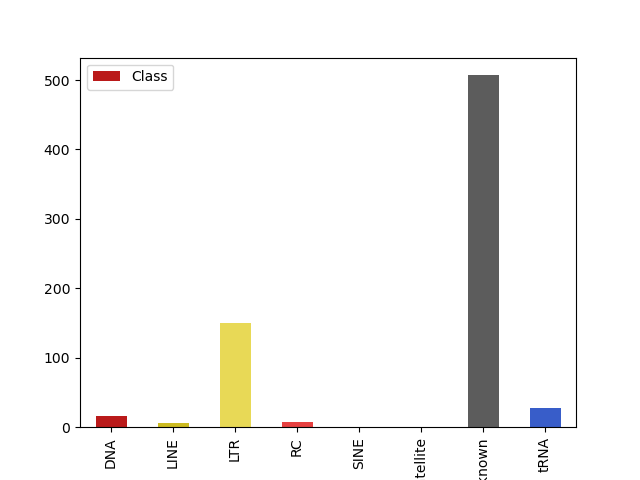 Class
500
400
300
200
100
0
DNA
LINE
LTR
RC
SINE
tellite
known
tRNA